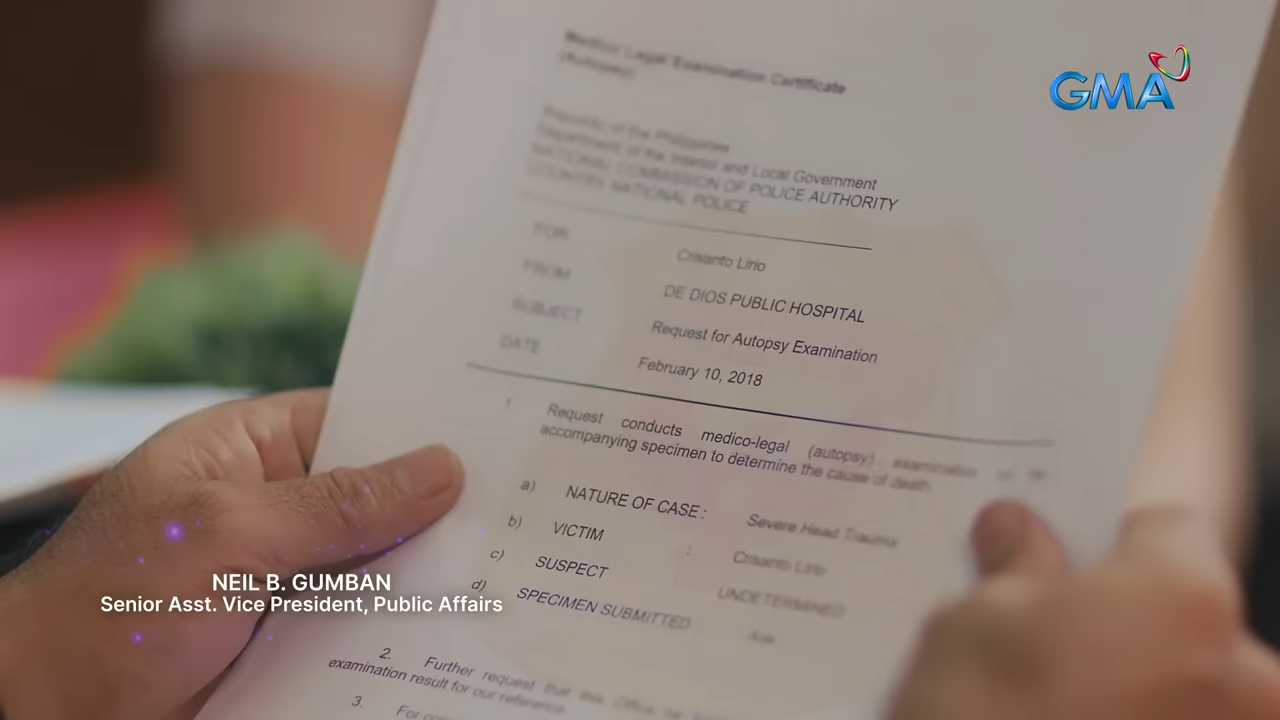 GMA
Medico Legal Examination Certificate
(Autopsy)
Republic of the Philippines
Department of the Interior and Local Government
NATIONAL COMMISSION OF POLICE AUTHORITY
COUNTRY NATIONAL POLICE
FOR Crisanto Lirio
FROM DE DIOS PUBLIC HOSPITAL
SUBJECT Request for Autopsy Examination
DATE February 10, 2018
1 Request conducts medico-legal (autopsy) examination
accompanying specimen to determine the cause of death.
a) NATURE OF CASE : Severe Head Trauma
b) VICTIM : Crisanto Lirio
c) SUSPECT UNDETERMINED
d) SPECIMEN SUBMITTED
2. Further request that this Office
examination result for our reference
3. For
NEIL B. GUMBAN
Senior Asst. Vice President, Public Affairs